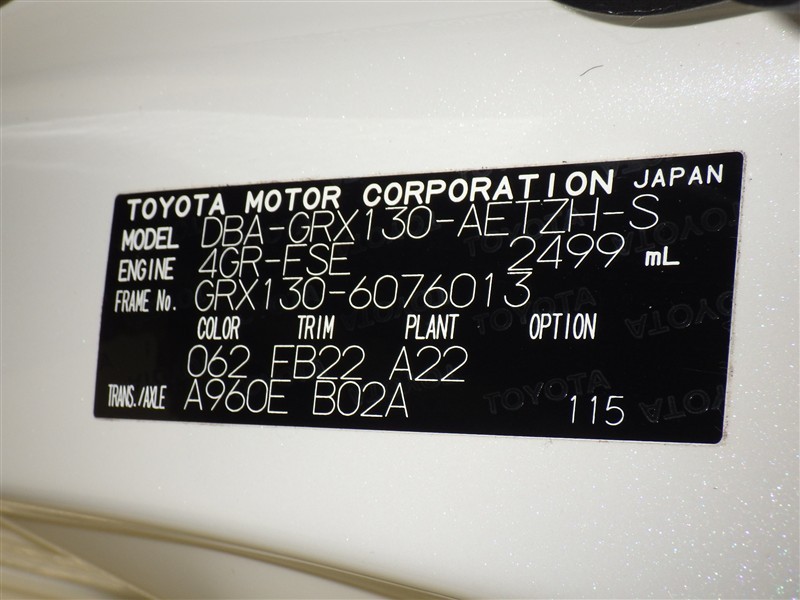 TOYOTA MOTOR CORPORATION JAPAN
MODEL DBA-GRX130-AETZH-S
ENGINE 4GR-FSE 2499 mL
FRAME No. GRX130-6076013
COLOR TRIM PLANT OPTION
062 FB22 A22
TRANS./AXLE A960E B02A 115